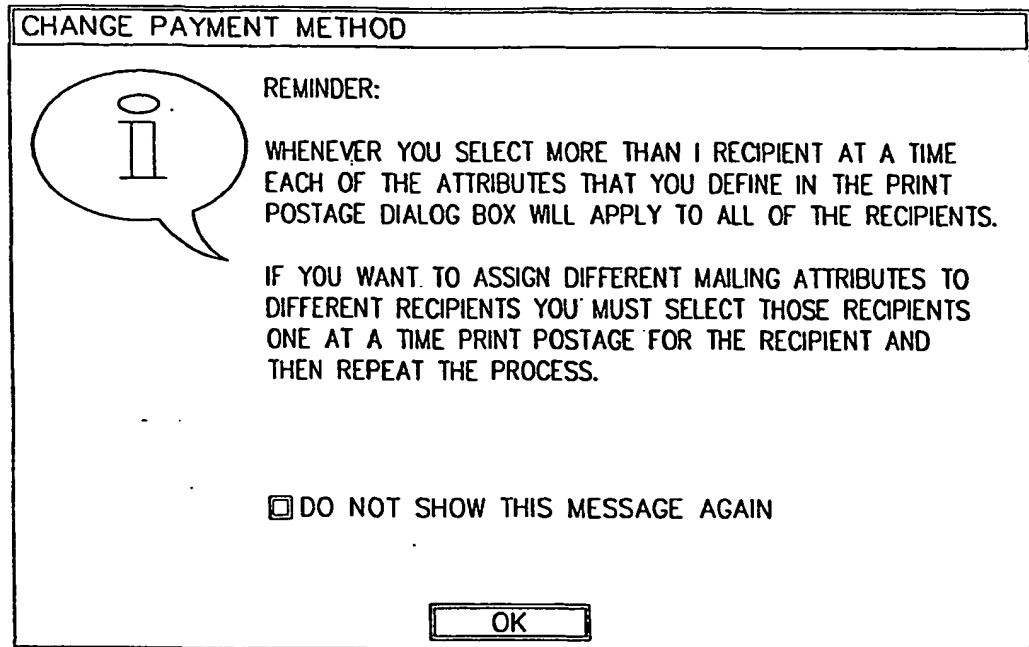 CHANGE PAYMENT METHOD
REMINDER:
WHENEVER YOU SELECT MORE THAN I RECIPIENT AT A TIME
EACH OF THE ATTRIBUTES THAT YOU DEFINE IN THE PRINT
POSTAGE DIALOG BOX WILL APPLY TO ALL OF THE RECIPIENTS.
IF YOU WANT TO ASSIGN DIFFERENT MAILING ATTRIBUTES TO
DIFFERENT RECIPIENTS YOU MUST SELECT THOSE RECIPIENTS
ONE AT A TIME PRINT POSTAGE FOR THE RECIPIENT AND
THEN REPEAT THE PROCESS.
DO NOT SHOW THIS MESSAGE AGAIN
OK